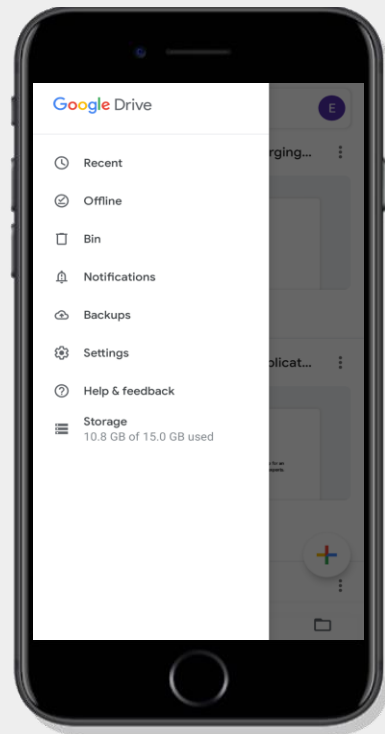 Google Drive
E
rging...
Recent
Offline
Bin
Notifications
Backups
Settings
olicat...
Help & feedback
Storage
10.8 GB of 15.0 GB used